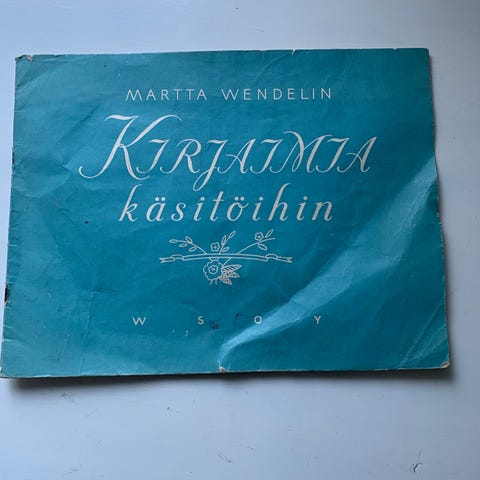 MARTTA WENDELIN
KIRJAIMIA
käsitöihin
W S O Y